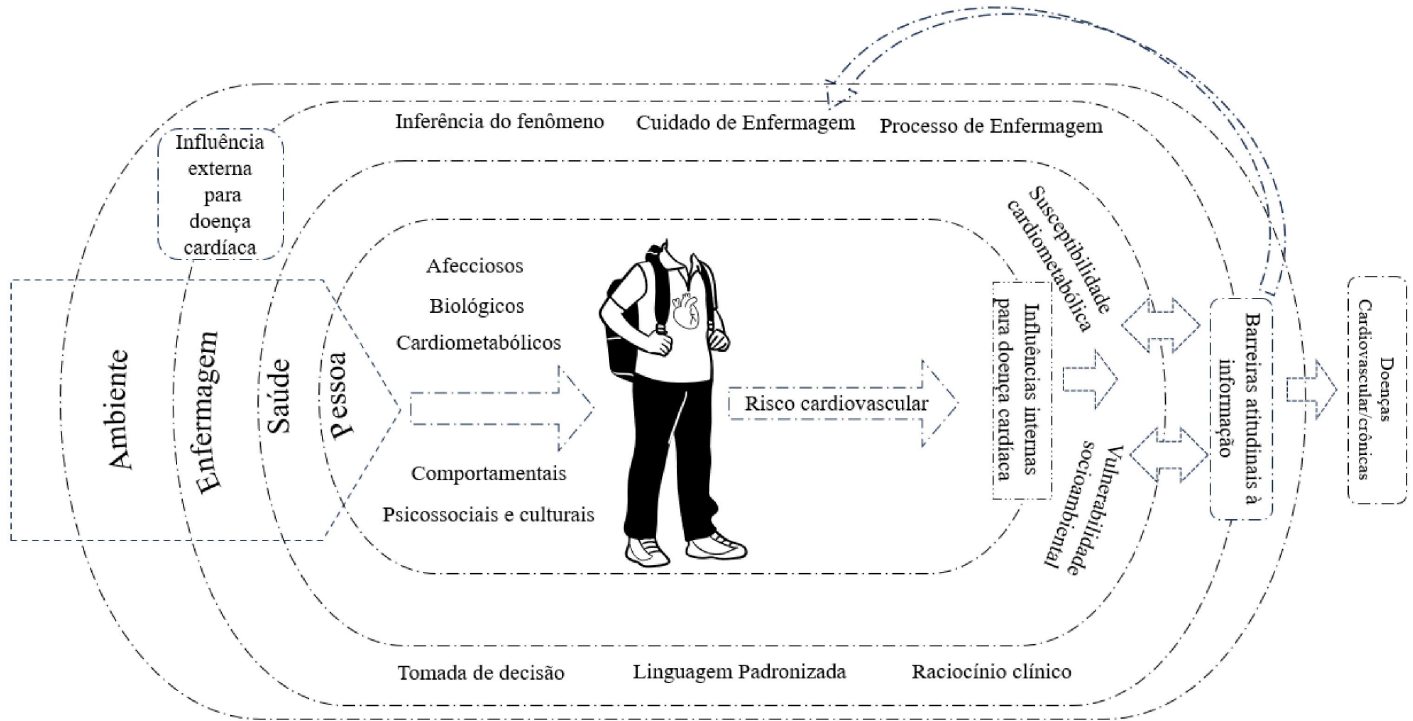 Inferência do fenômeno
Cuidado de Enfermagem
Processo de Enfermagem
Influência
externa
para
doença
cardíaca
Ambiente
Enfermagem
Saúde
Pessoa
Afecciosos
Biológicos
Cardiometabólicos
Comportamentais
Psicossociais e culturais
Risco cardiovascular
Influências internas
para doença cardíaca
Susceptibilidade
cardiometabólica
Vulnerabilidade
socioambiental
Barreiras atitudinais à
informação
Doenças
Cardiovascular/crônicas
Tomada de decisão
Linguagem Padronizada
Raciocínio clínico